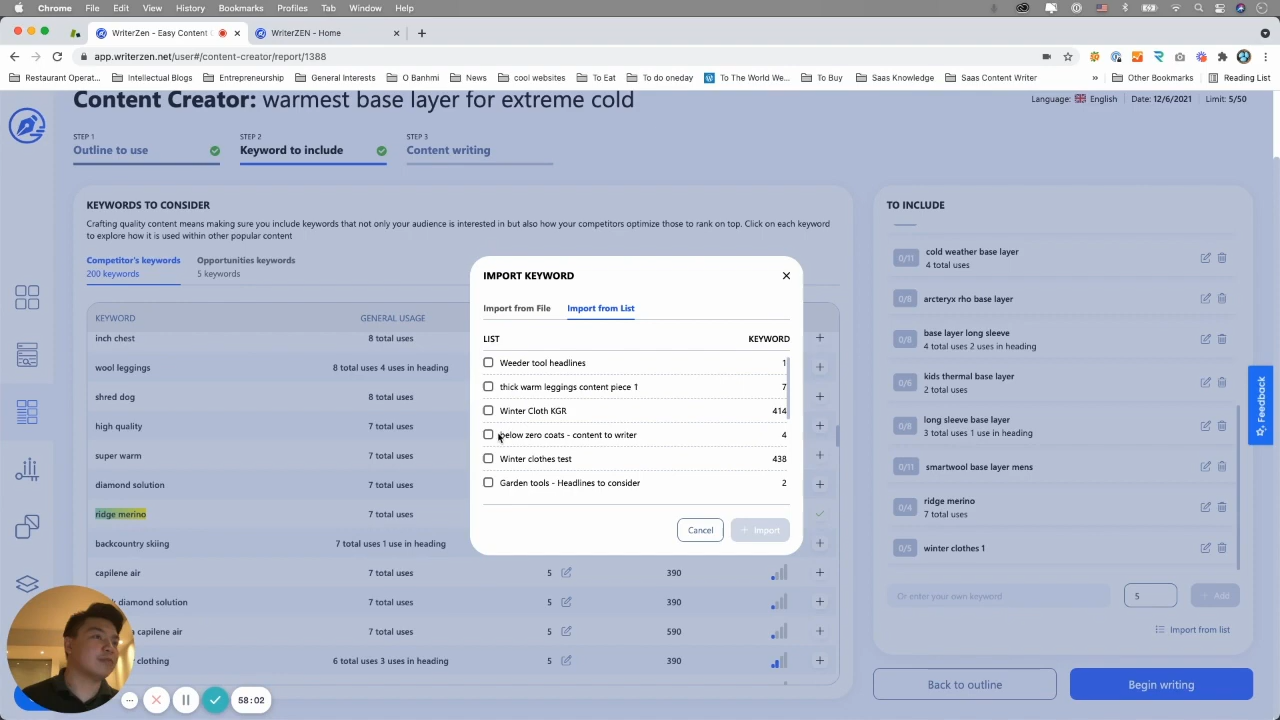 Chrome File Edit View History Bookmarks Profiles Tab Window Help
WriterZen - Easy Content
WriterZEN - Home
app.writerzen.net/user#/content-creator/report/1388
Restaurant Operat...
Intellectual Blogs
Entrepreneurship
General Interests
O Banhmi
News
cool websites
To Eat
To do oneday
To The World We...
To Buy
Saas Knowledge
Saas Content Writer
Other Bookmarks
Reading List
Content Creator: warmest base layer for extreme cold
Language: English Date: 12/6/2021 Limit: 5/50
STEP 1
Outline to use
STEP 2
Keyword to include
STEP 3
Content writing
KEYWORDS TO CONSIDER
Crafting quality content means making sure you include keywords that not only your audience is interested in but also how your competitors optimize those to rank on top. Click on each keyword
to explore how it is used within other popular content
Competitor's keywords
200 keywords
Opportunities keywords
5 keywords
KEYWORD GENERAL USAGE
inch chest 8 total uses
wool leggings 8 total uses 4 uses in heading
shred dog 8 total uses
high quality 7 total uses
super warm 7 total uses
diamond solution 7 total uses
ridge merino 7 total uses
backcountry skiing 7 total uses 1 use in heading
capilene air 7 total uses 5 390
diamond solution 7 total uses 5 390
capilene air 7 total uses 5 590
clothing 6 total uses 3 uses in heading 5 390
IMPORT KEYWORD
Import from File Import from List
LIST KEYWORD
Weeder tool headlines 1
thick warm leggings content piece 1 7
Winter Cloth KGR 414
below zero coats - content to writer 4
Winter clothes test 438
Garden tools - Headlines to consider 2
Cancel
+ Import
TO INCLUDE
0/11 cold weather base layer
4 total uses
0/8 arcteryx rho base layer
0/8 base layer long sleeve
4 total uses 2 uses in heading
0/6 kids thermal base layer
2 total uses
0/8 long sleeve base layer
3 total uses 1 use in heading
0/11 smartwool base layer mens
0/4 ridge merino
7 total uses
0/5 winter clothes 1
Or enter your own keyword 5 + Add
Import from list
Back to outline
Begin writing
Feedback
58:02